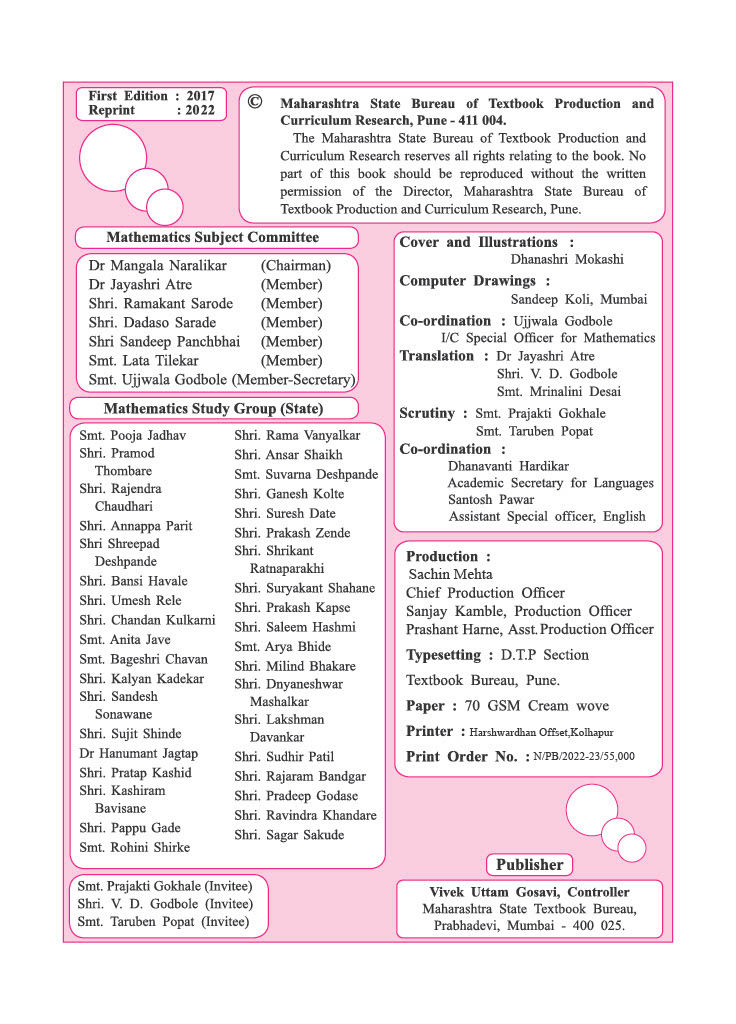 First Edition : 2017
Reprint : 2022
© Maharashtra State Bureau of Textbook Production and
Curriculum Research, Pune - 411 004.
The Maharashtra State Bureau of Textbook Production and
Curriculum Research reserves all rights relating to the book. No
part of this book should be reproduced without the written
permission of the Director, Maharashtra State Bureau of
Textbook Production and Curriculum Research, Pune.
Mathematics Subject Committee
Dr Mangala Naralikar (Chairman)
Dr Jayashri Atre (Member)
Shri. Ramakant Sarode (Member)
Shri. Dadaso Sarade (Member)
Shri Sandeep Panchbhai (Member)
Smt. Lata Tilekar (Member)
Smt. Ujjwala Godbole (Member-Secretary)
Mathematics Study Group (State)
Smt. Pooja Jadhav
Shri. Pramod
Thombare
Shri. Rajendra
Chaudhari
Shri. Annappa Parit
Shri Shreepad
Deshpande
Shri. Bansi Havale
Shri. Umesh Rele
Shri. Chandan Kulkarni
Smt. Anita Jave
Smt. Bageshri Chavan
Shri. Kalyan Kadekar
Shri. Sandesh
Sonawane
Shri. Sujit Shinde
Dr Hanumant Jagtap
Shri. Pratap Kashid
Shri. Kashiram
Bavisane
Shri. Pappu Gade
Smt. Rohini Shirke
Shri. Rama Vanyalkar
Shri. Ansar Shaikh
Smt. Suvarna Deshpande
Shri. Ganesh Kolte
Shri. Suresh Date
Shri. Prakash Zende
Shri. Shrikant
Ratnaparakhi
Shri. Suryakant Shahane
Shri. Prakash Kapse
Shri. Saleem Hashmi
Smt. Arya Bhide
Shri. Milind Bhakare
Shri. Dnyaneshwar
Mashalkar
Shri. Lakshman
Davankar
Shri. Sudhir Patil
Shri. Rajaram Bandgar
Shri. Pradeep Godase
Shri. Ravindra Khandare
Shri. Sagar Sakude
Smt. Prajakti Gokhale (Invitee)
Shri. V. D. Godbole (Invitee)
Smt. Taruben Popat (Invitee)
Cover and Illustrations :
Dhanashri Mokashi
Computer Drawings :
Sandeep Koli, Mumbai
Co-ordination : Ujjwala Godbole
I/C Special Officer for Mathematics
Translation : Dr Jayashri Atre
Shri. V. D. Godbole
Smt. Mrinalini Desai
Scrutiny : Smt. Prajakti Gokhale
Smt. Taruben Popat
Co-ordination :
Dhanavanti Hardikar
Academic Secretary for Languages
Santosh Pawar
Assistant Special officer, English
Production :
Sachin Mehta
Chief Production Officer
Sanjay Kamble, Production Officer
Prashant Harne, Asst. Production Officer
Typesetting : D.T.P Section
Textbook Bureau, Pune.
Paper : 70 GSM Cream wove
Printer : Harshwardhan Offset,Kolhapur
Print Order No. : N/PB/2022-23/55,000
Publisher
Vivek Uttam Gosavi, Controller
Maharashtra State Textbook Bureau,
Prabhadevi, Mumbai - 400 025.